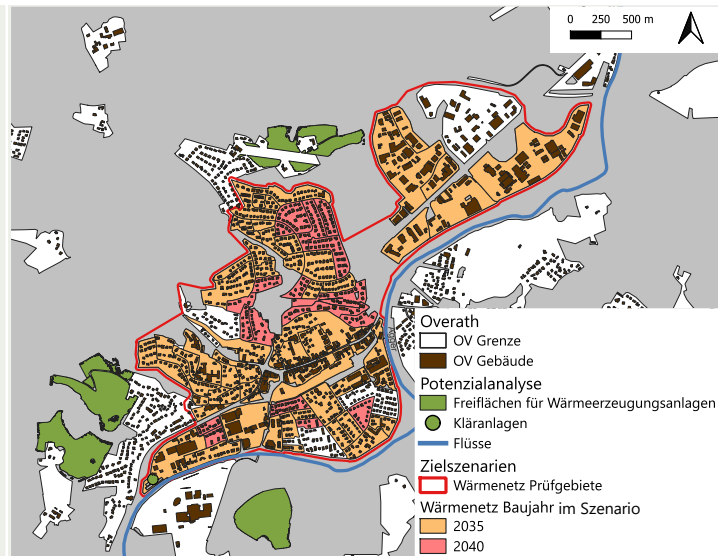 0 250 500 m
Agger
Overath
OV Grenze
OV Gebäude
Potenzialanalyse
Freiflächen für Wärmeerzeugungsanlagen
Kläranlagen
Flüsse
Zielszenarien
Wärmenetz Prüfgebiete
Wärmenetz Baujahr im Szenario
2035
2040